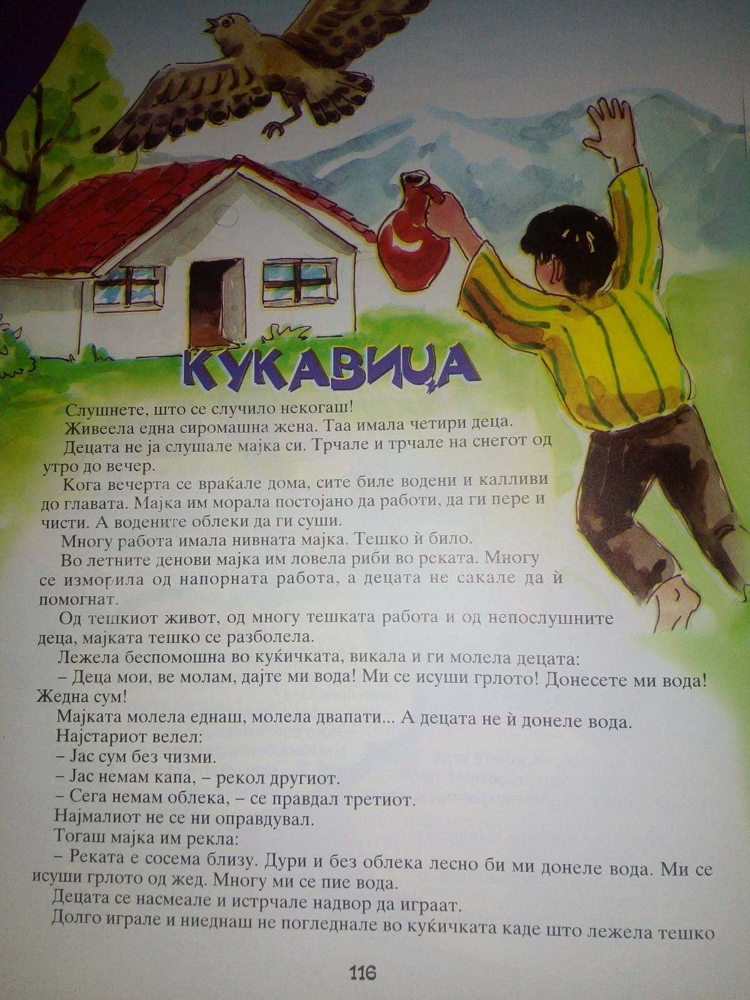 КУКАВИЦА
Слушнете, што се случило некогаш!
Живеела една сиромашна жена. Таа имала четири деца.
Децата не ја слушале мајка си. Трчале и трчале на снегот од
утро до вечер.
Кога вечерта се враќале дома, сите биле водени и калливи
до главата. Мајка им морала постојано да работи, да ги пере и
чисти. А водените облеки да ги суши.
Многу работа имала нивната мајка. Тешко ѝ било.
Во летните денови мајка им ловела риби во реката. Многу
се изморила од напорната работа, а децата не сакале да ѝ
помогнат.
Од тешкиот живот, од многу тешката работа и од непослушните
деца, мајката тешко се разболела.
Лежела беспомошна во куќичката, викала и ги молела децата:
– Деца мои, ве молам, дајте ми вода! Ми се исуши грлото! Донесете ми вода!
Жедна сум!
Мајката молела еднаш, молела двапати... А децата не ѝ донеле вода.
Најстариот велел:
– Јас сум без чизми.
– Јас немам капа, – рекол другиот.
– Сега немам облека, – се правдал третиот.
Најмалиот не се ни оправдувал.
Тогаш мајка им рекла:
– Реката е сосема близу. Дури и без облека лесно би ми донеле вода. Ми се
исуши грлото од жед. Многу ми се пие вода.
Децата се насмеале и истрчале надвор да играат.
Долго играле и ниеднаш не погледнале во куќичката каде што лежела тешко
116